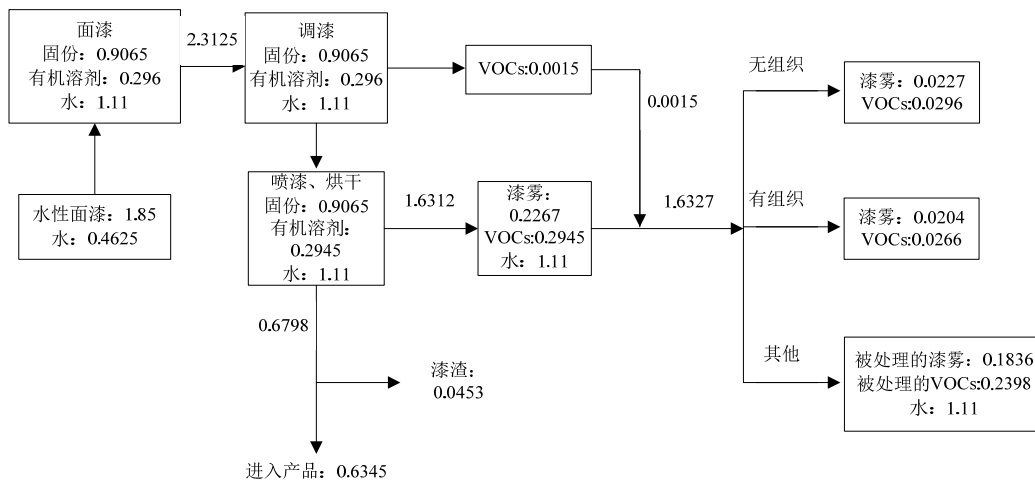 面漆
固份：0.9065
有机溶剂：0.296
水：1.11
2.3125
调漆
固份：0.9065
有机溶剂：0.296
水：1.11
VOCs:0.0015
0.0015
水性面漆：1.85
水：0.4625
喷漆、烘干
固份：0.9065
有机溶剂：
0.2945
水：1.11
1.6312
漆雾：
0.2267
VOCs:0.2945
水：1.11
1.6327
无组织
漆雾：0.0227
VOCs:0.0296
有组织
漆雾：0.0204
VOCs:0.0266
其他
被处理的漆雾：0.1836
被处理的VOCs:0.2398
水：1.11
0.6798
漆渣：
0.0453
进入产品：0.6345